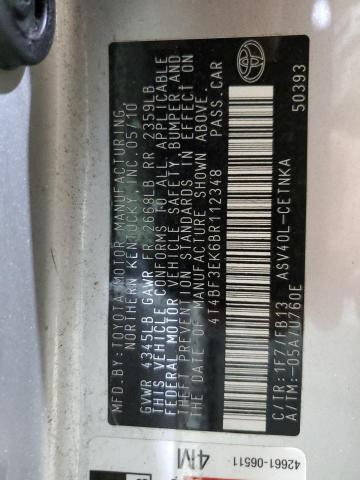 MFD. BY: TOYOTA MOTOR MANUFACTURING,
NORTHERN KENTUCKY, INC. 05/10
GVWR 4345LB GAWR FR 2668LB RR 2359LB
THIS VEHICLE CONFORMS TO ALL APPLICABLE
FEDERAL MOTOR VEHICLE SAFETY, BUMPER AND
THEFT PREVENTION STANDARDS IN EFFECT ON
THE DATE OF MANUFACTURE SHOWN ABOVE.
4T4BF3EK8BR112348 PASS. CAR
C/TR: 1F7/FB13 ASV40L-CETNKA
A/TM: -05A/U760E 50393
42661-06511
4M